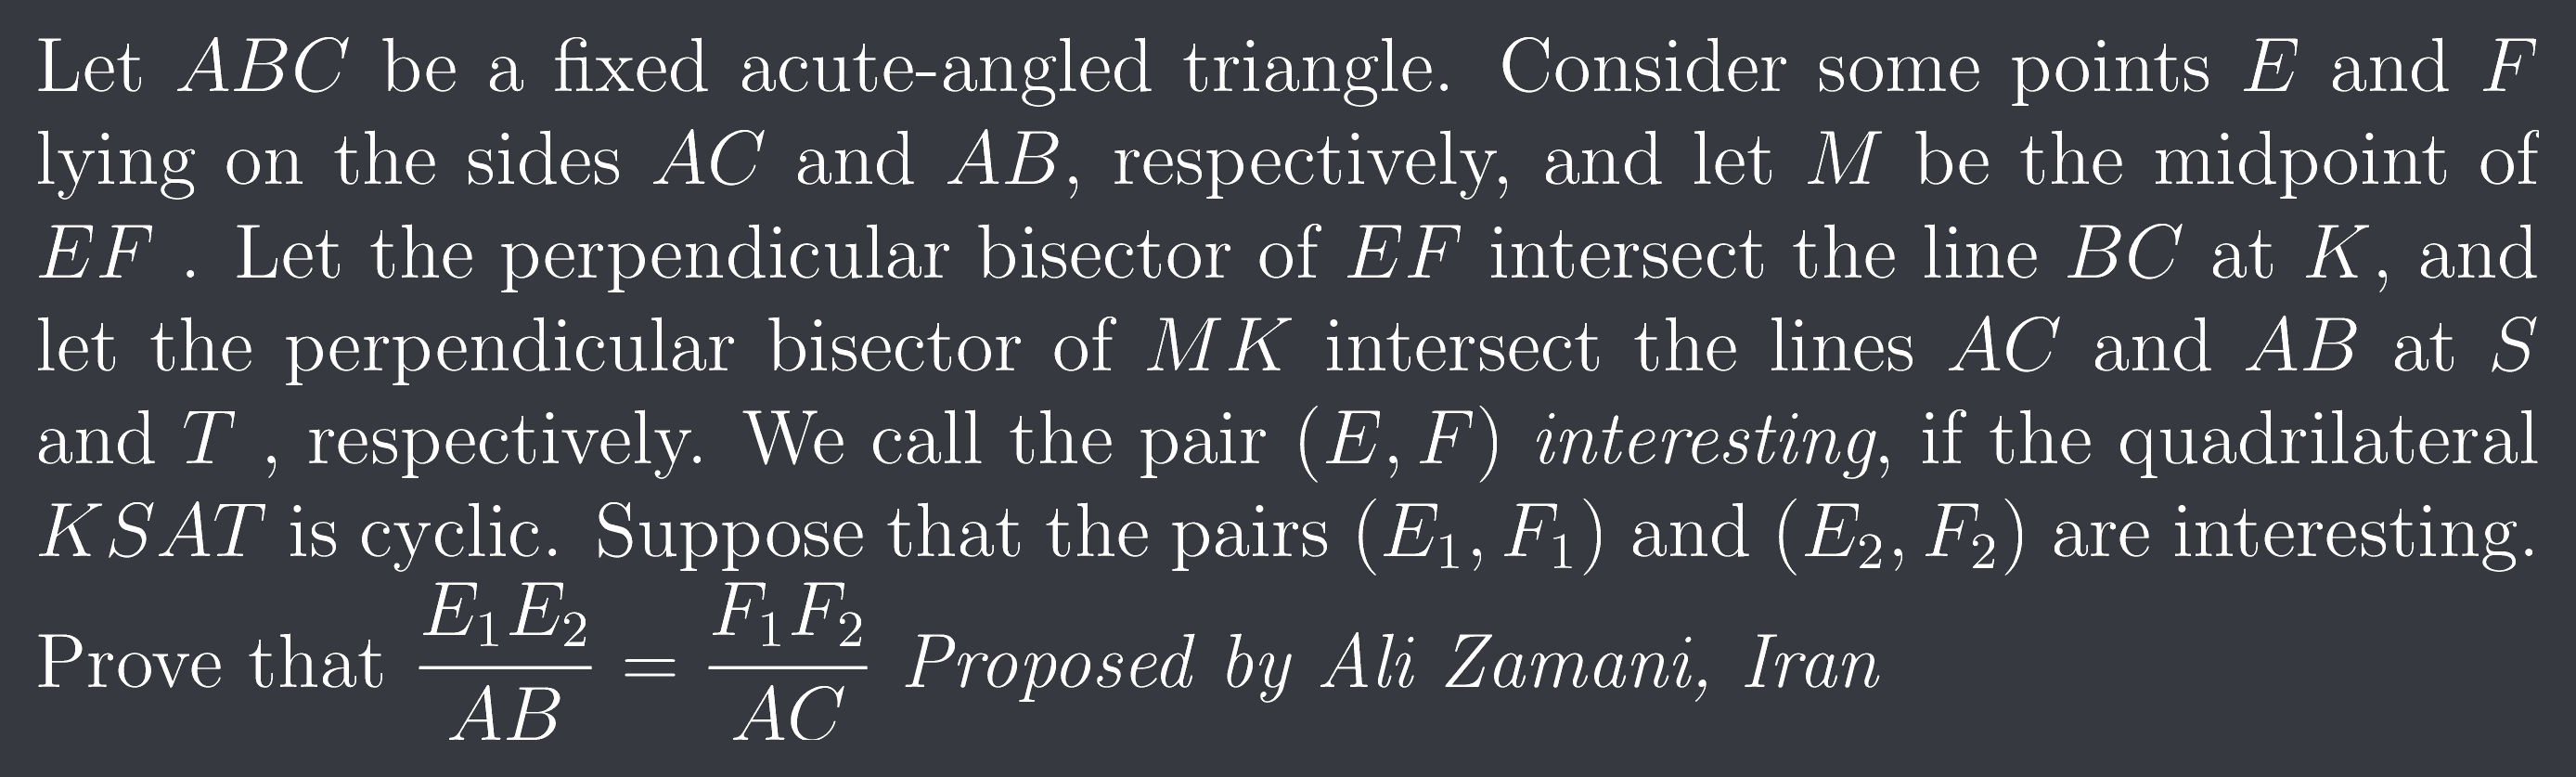 Let ABC be a fixed acute-angled triangle. Consider some points E and F
lying on the sides AC and AB, respectively, and let M be the midpoint of
EF . Let the perpendicular bisector of EF intersect the line BC at K, and
let the perpendicular bisector of MK intersect the lines AC and AB at S
and T , respectively. We call the pair (E, F) interesting, if the quadrilateral
KSAT is cyclic. Suppose that the pairs (E₁, F₁) and (E₂, F₂) are interesting.
Prove that E₁E₂/AB = F₁F₂/AC Proposed by Ali Zamani, Iran